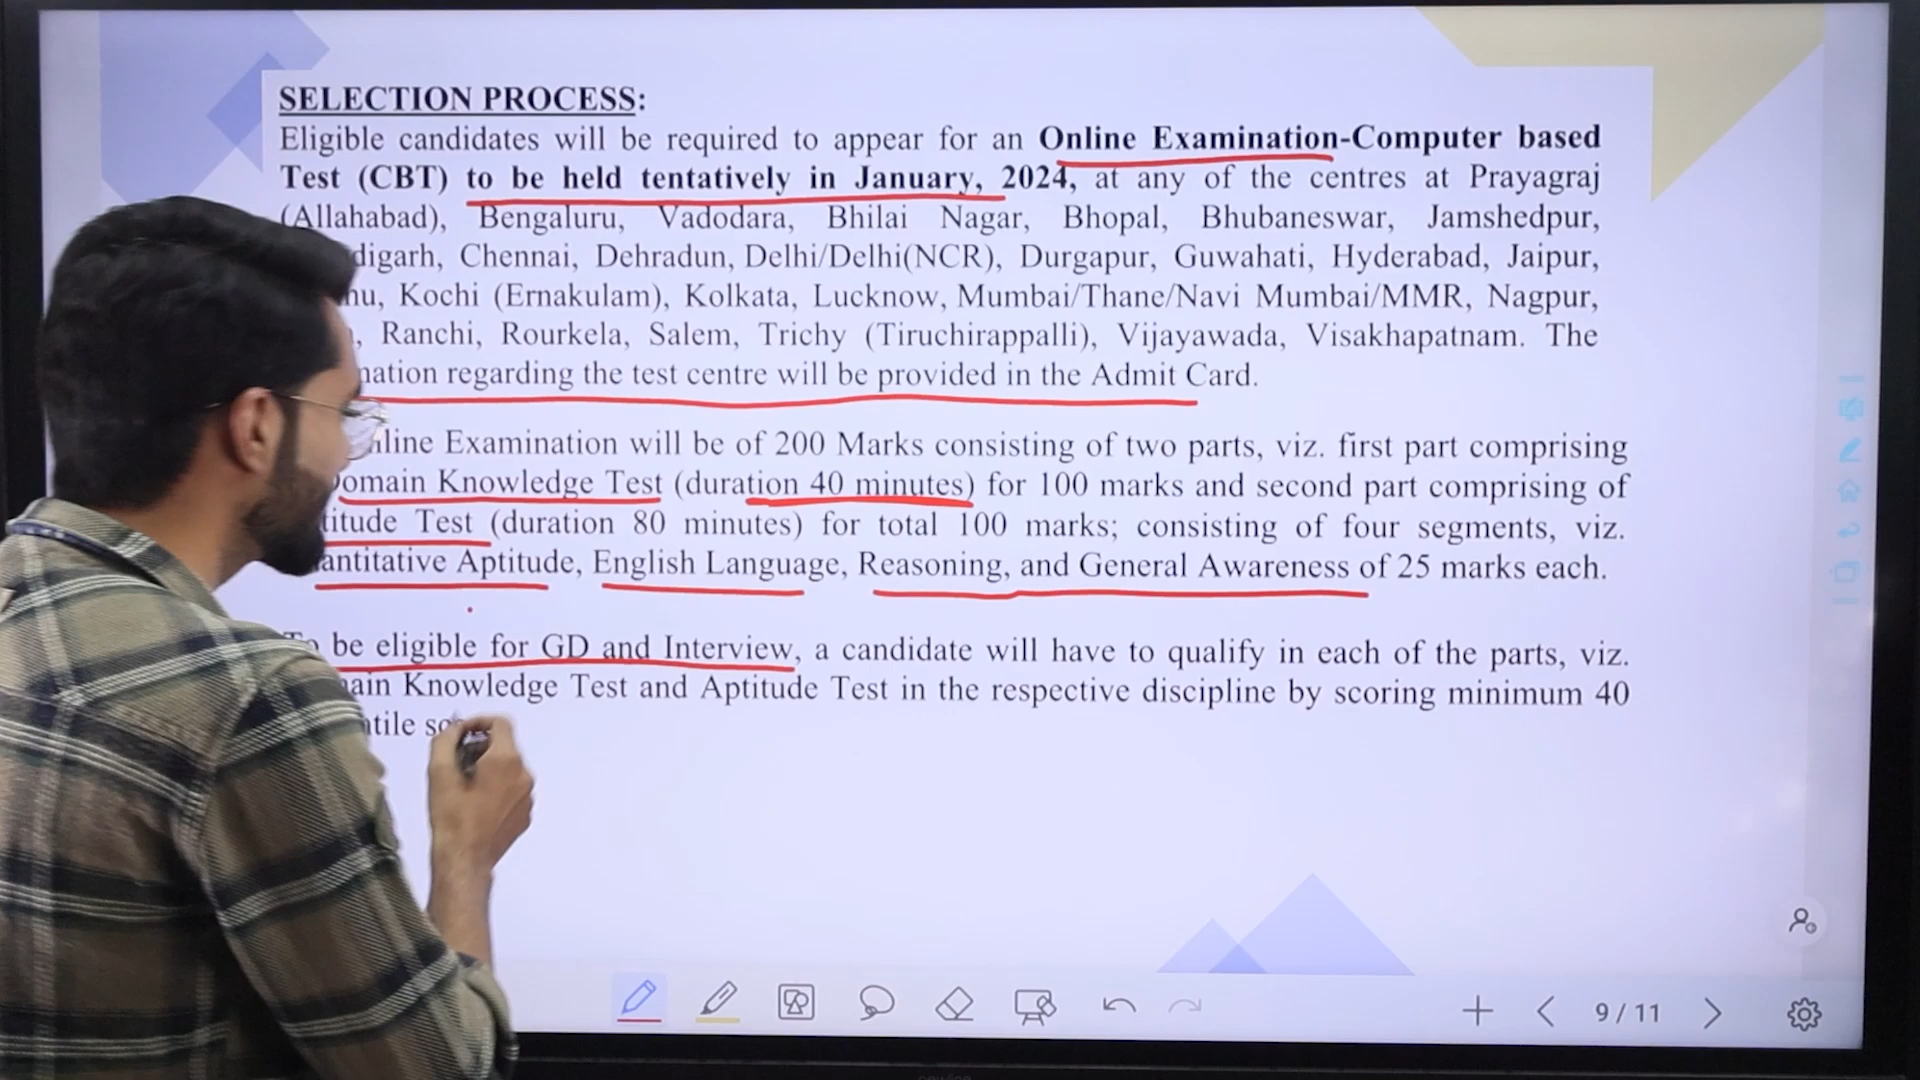 SELECTION PROCESS:
Eligible candidates will be required to appear for an Online Examination-Computer based
Test (CBT) to be held tentatively in January, 2024, at any of the centres at Prayagraj
(Allahabad), Bengaluru, Vadodara, Bhilai Nagar, Bhopal, Bhubaneswar, Jamshedpur,
digarh, Chennai, Dehradun, Delhi/Delhi(NCR), Durgapur, Guwahati, Hyderabad, Jaipur,
Kochi (Ernakulam), Kolkata, Lucknow, Mumbai/Thane/Navi Mumbai/MMR, Nagpur,
Ranchi, Rourkela, Salem, Trichy (Tiruchirappalli), Vijayawada, Visakhapatnam. The
nation regarding the test centre will be provided in the Admit Card.
nline Examination will be of 200 Marks consisting of two parts, viz. first part comprising
omain Knowledge Test (duration 40 minutes) for 100 marks and second part comprising of
titude Test (duration 80 minutes) for total 100 marks; consisting of four segments, viz.
antitative Aptitude, English Language, Reasoning, and General Awareness of 25 marks each.
To be eligible for GD and Interview, a candidate will have to qualify in each of the parts, viz.
ain Knowledge Test and Aptitude Test in the respective discipline by scoring minimum 40
tile
9 / 11